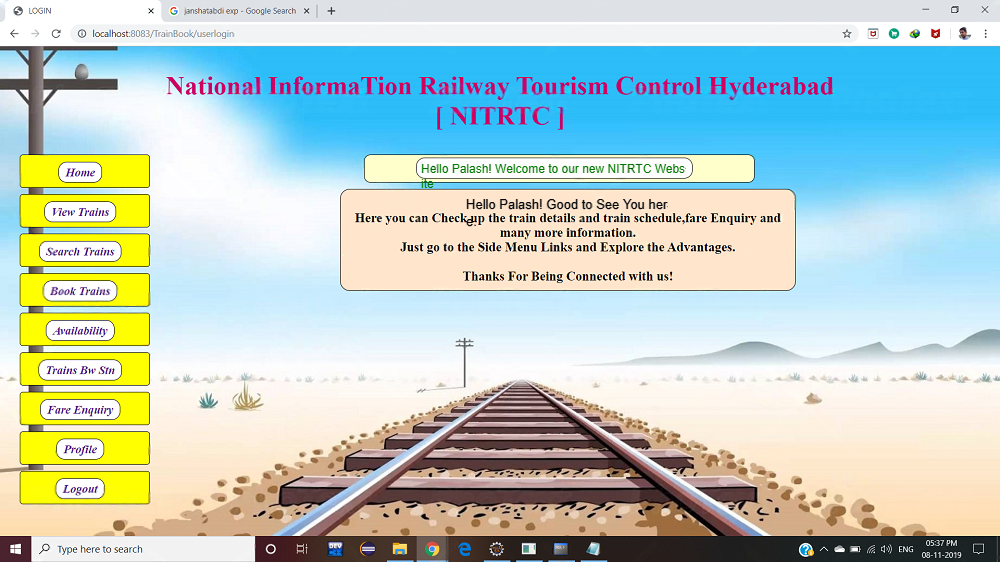 LOGIN
janshatabdi exp - Google Search
localhost:8083/TrainBook/userlogin
National InformaTion Railway Tourism Control Hyderabad
[ NITRTC ]
Home
View Trains
Search Trains
Book Trains
Availability
Trains Bw Stn
Fare Enquiry
Profile
Logout
Hello Palash! Welcome to our new NITRTC Webs
ite
Hello Palash! Good to See You her
e,
Here you can Check up the train details and train schedule,fare Enquiry and
many more information.
Just go to the Side Menu Links and Explore the Advantages.
Thanks For Being Connected with us!
Type here to search
DEV
ENG
05:37 PM
08-11-2019